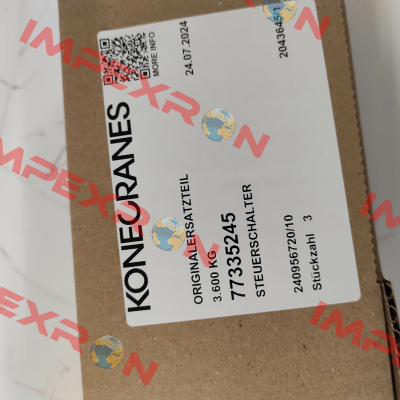 MORE INFO
24.07.2024
2043645/1
KONECRANES
ORIGINALERSATZTEIL
3.600 KG
77335245
STEUERSCHALTER
240956720/10
Stückzahl 3
IMPEXRON
IMPEXRON
IMPEXRON
IMPEXRON